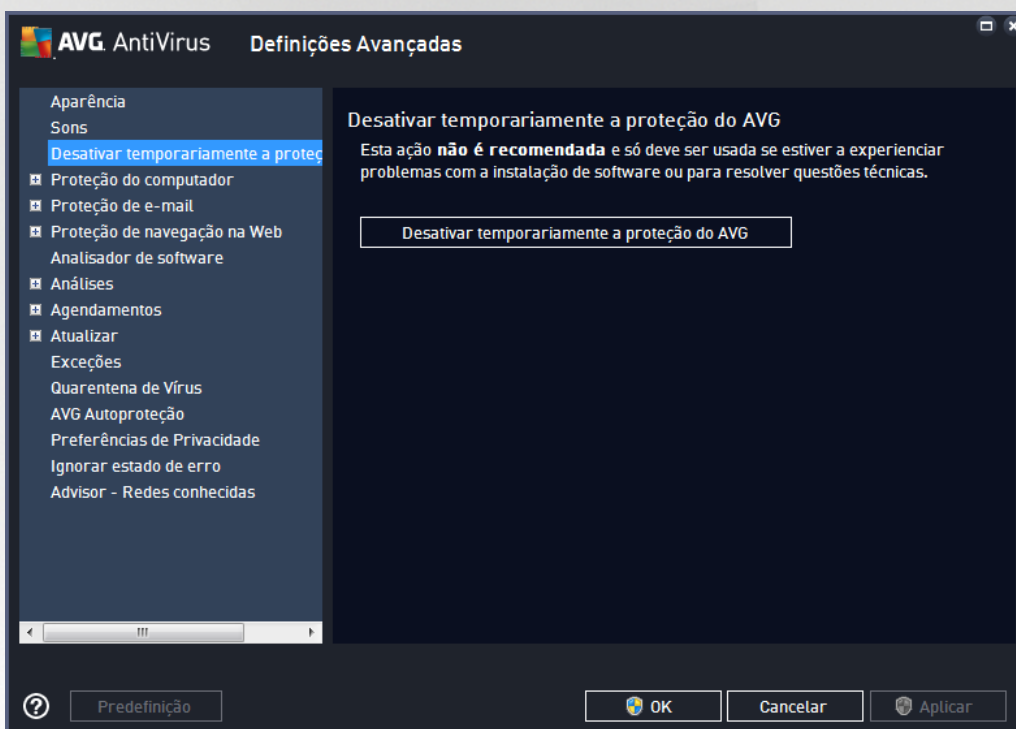 AVG. AntiVirus
Definições Avançadas
Aparência
Sons
Desativar temporariamente a proteç
Proteção do computador
Proteção de e-mail
Proteção de navegação na Web
Analisador de software
Análises
Agendamentos
Atualizar
Exceções
Quarentena de Vírus
AVG Autoproteção
Preferências de Privacidade
Ignorar estado de erro
Advisor - Redes conhecidas
Desativar temporariamente a proteção do AVG
Esta ação não é recomendada e só deve ser usada se estiver a experienciar
problemas com a instalação de software ou para resolver questões técnicas.
Desativar temporariamente a proteção do AVG
Predefinição
OK
Cancelar
Aplicar